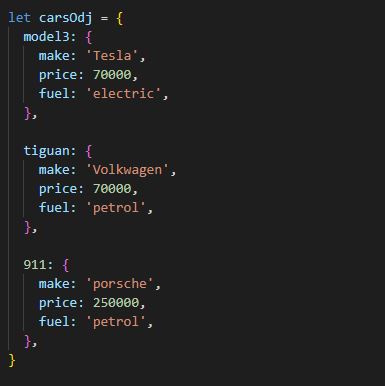 let carsOdj = {
model3: {
make: 'Tesla',
price: 70000,
fuel: 'electric',
},
tiguan: {
make: 'Volkwagen',
price: 70000,
fuel: 'petrol',
},
911: {
make: 'porsche',
price: 250000,
fuel: 'petrol',
},
}